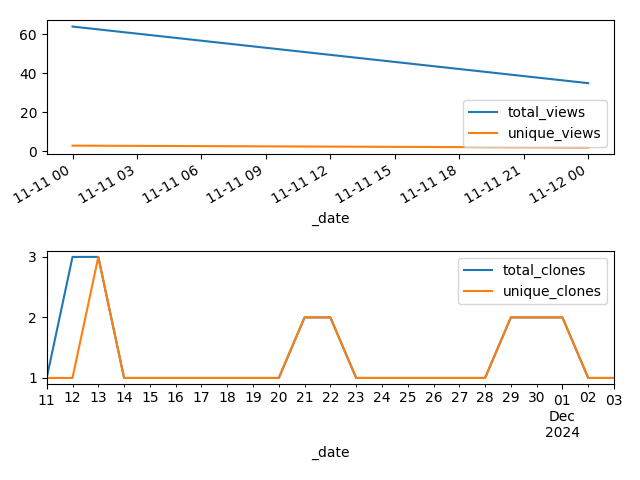 60
40
20
0
total_views
unique_views
11-11 00
11-11 03
11-11 06
11-11 09
11-11 12
11-11 15
11-11 18
11-11 21
11-12 00
_date
3
2
1
total_clones
unique_clones
11 12 13 14 15 16 17 18 19 20 21 22 23 24 25 26 27 28 29 30 01 02 03
Dec
2024
_date